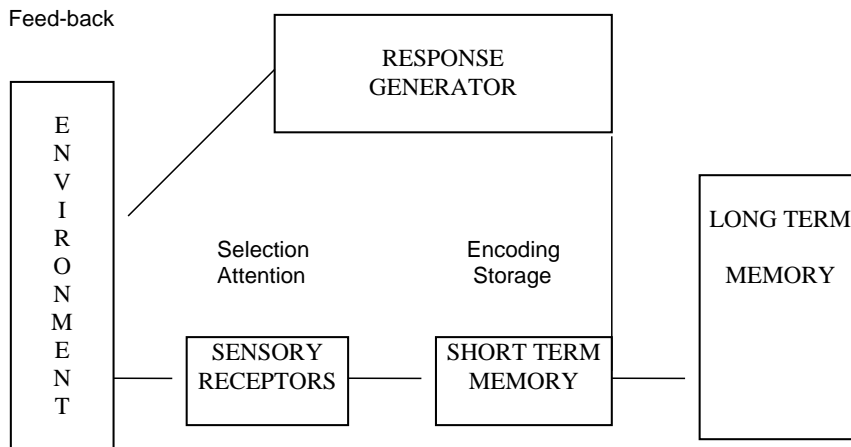 Feed-back
RESPONSE
GENERATOR
E
N
V
I
R
O
N
M
E
N
T
Selection
Attention
Encoding
Storage
LONG TERM
MEMORY
SENSORY
RECEPTORS
SHORT TERM
MEMORY